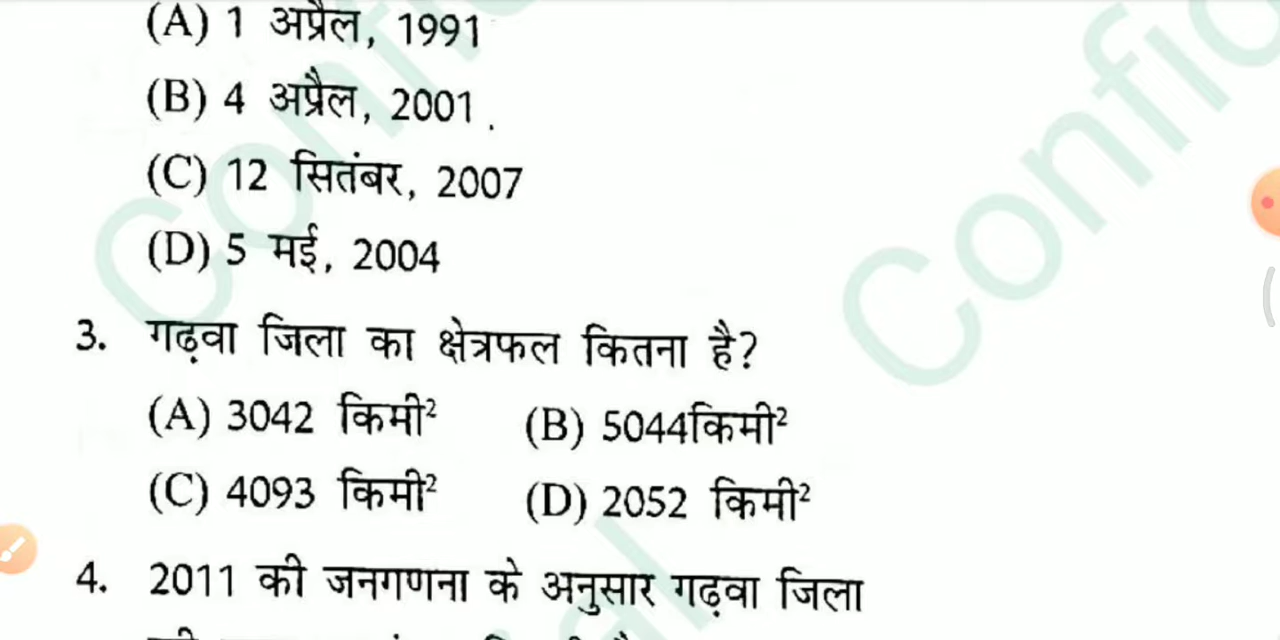 (A) 1 अप्रैल, 1991
(B) 4 अप्रैल, 2001
(C) 12 सितंबर, 2007
(D) 5 मई, 2004
3. गढ़वा जिला का क्षेत्रफल कितना है?
(A) 3042 किमी² (B) 5044किमी²
(C) 4093 किमी² (D) 2052 किमी²
4. 2011 की जनगणना के अनुसार गढ़वा जिला